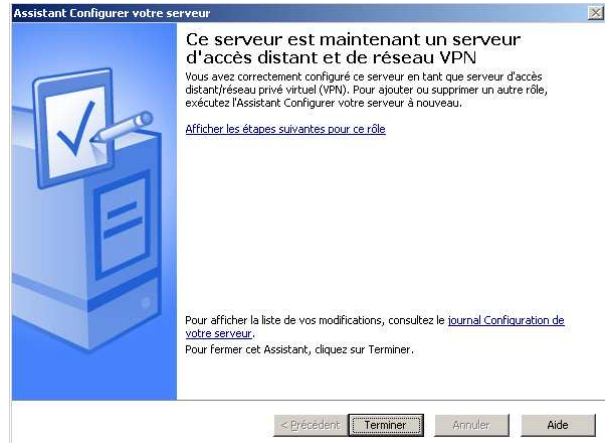 Assistant Configurer votre serveur
Ce serveur est maintenant un serveur
d'accès distant et de réseau VPN
Vous avez correctement configuré ce serveur en tant que serveur d'accès
distant/réseau privé virtuel (VPN). Pour ajouter ou supprimer un autre rôle,
exécutez l'Assistant Configurer votre serveur à nouveau.
Afficher les étapes suivantes pour ce rôle
Pour afficher la liste de vos modifications, consultez le journal Configuration de
votre serveur.
Pour fermer cet Assistant, cliquez sur Terminer.
< Précédent Terminer Annuler Aide